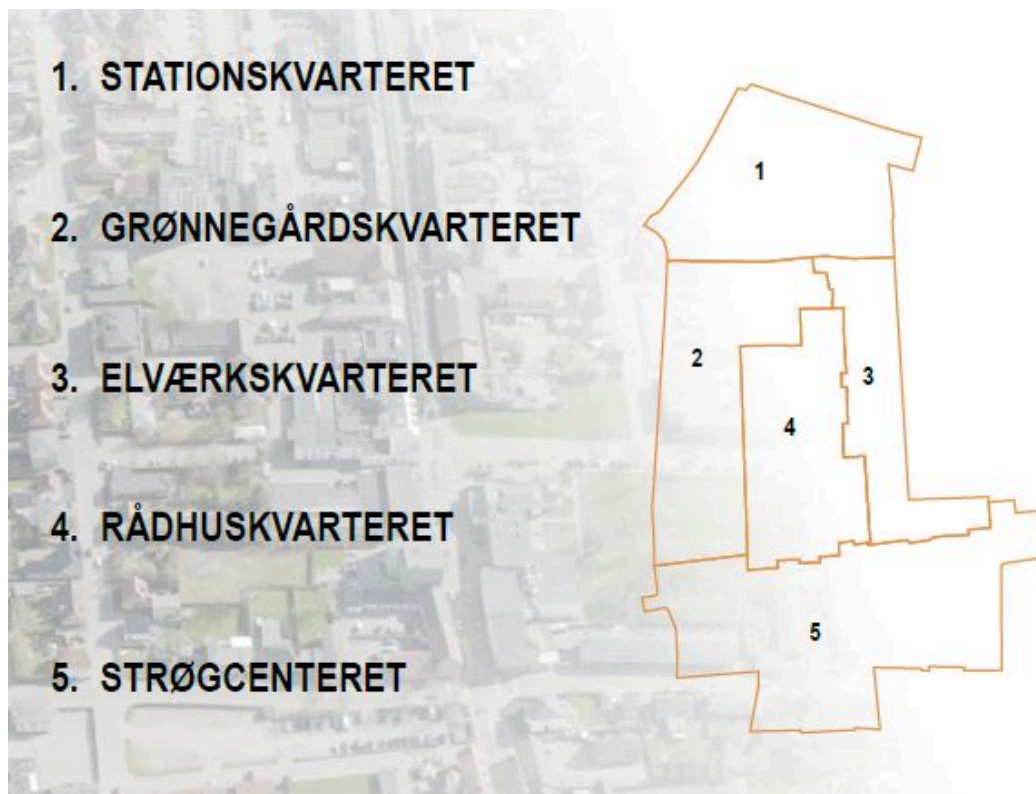 1. STATIONSKVARTERET
2. GRØNNEGÅRDSKVARTERET
3. ELVÆRKSKVARTERET
4. RÅDHUSKVARTERET
5. STRØGCENTERET
1
2
3
4
5